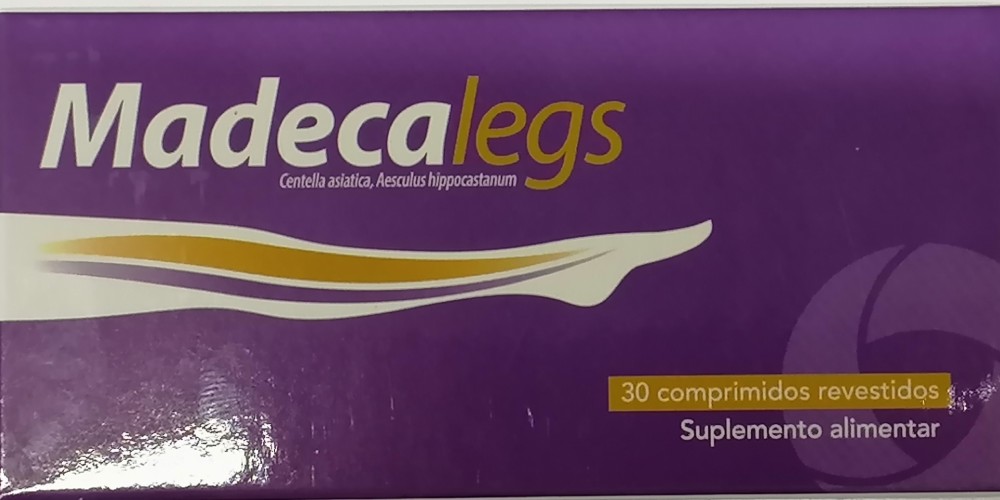 Madecalegs
Centella asiatica, Aesculus hippocastanum
30 comprimidos revestidos
Suplemento alimentar